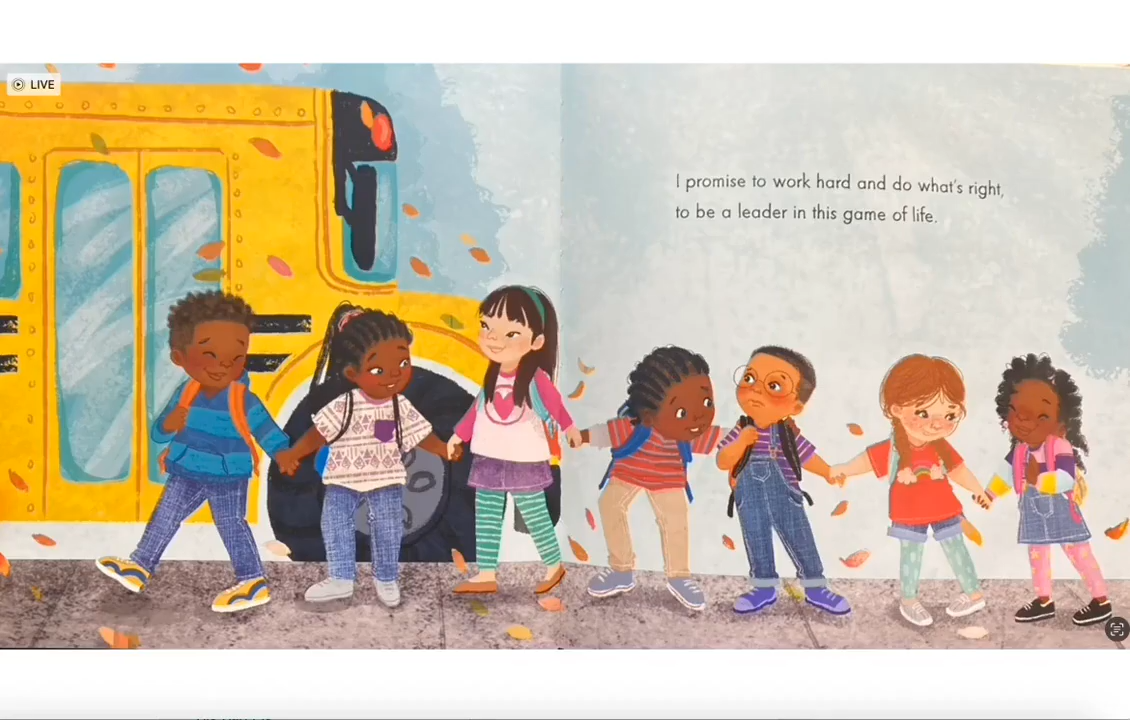 LIVE
I promise to work hard and do what's right,
to be a leader in this game of life.